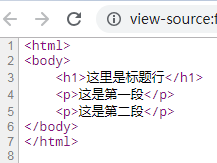 view-source:f
1 <html>
2 <body>
3 <h1>这里是标题行</h1>
4 <p>这是第一段</p>
5 <p>这是第二段</p>
6 </body>
7 </html>
8